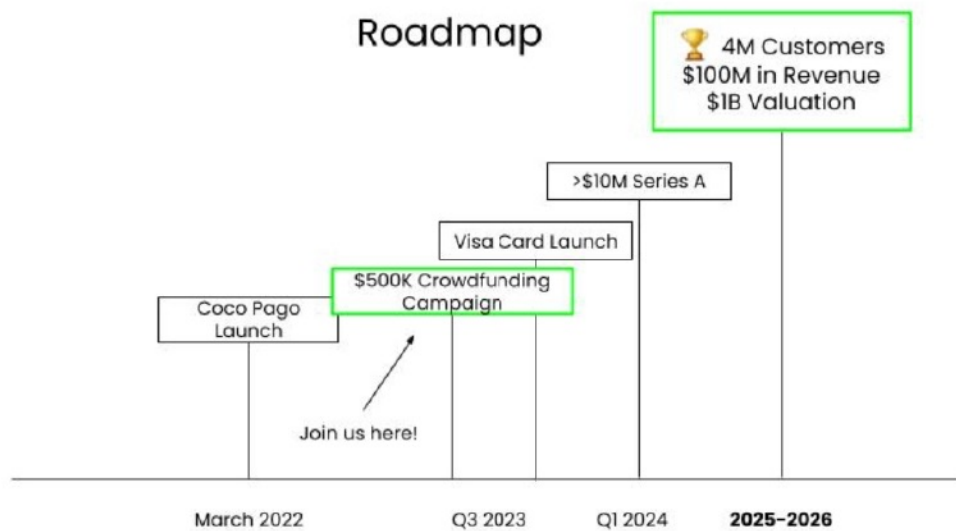 Roadmap
🏆 4M Customers
$100M in Revenue
$1B Valuation
>$10M Series A
Visa Card Launch
$500K Crowdfunding
Campaign
Coco Pago
Launch
Join us here!
March 2022
Q3 2023
Q1 2024
2025-2026